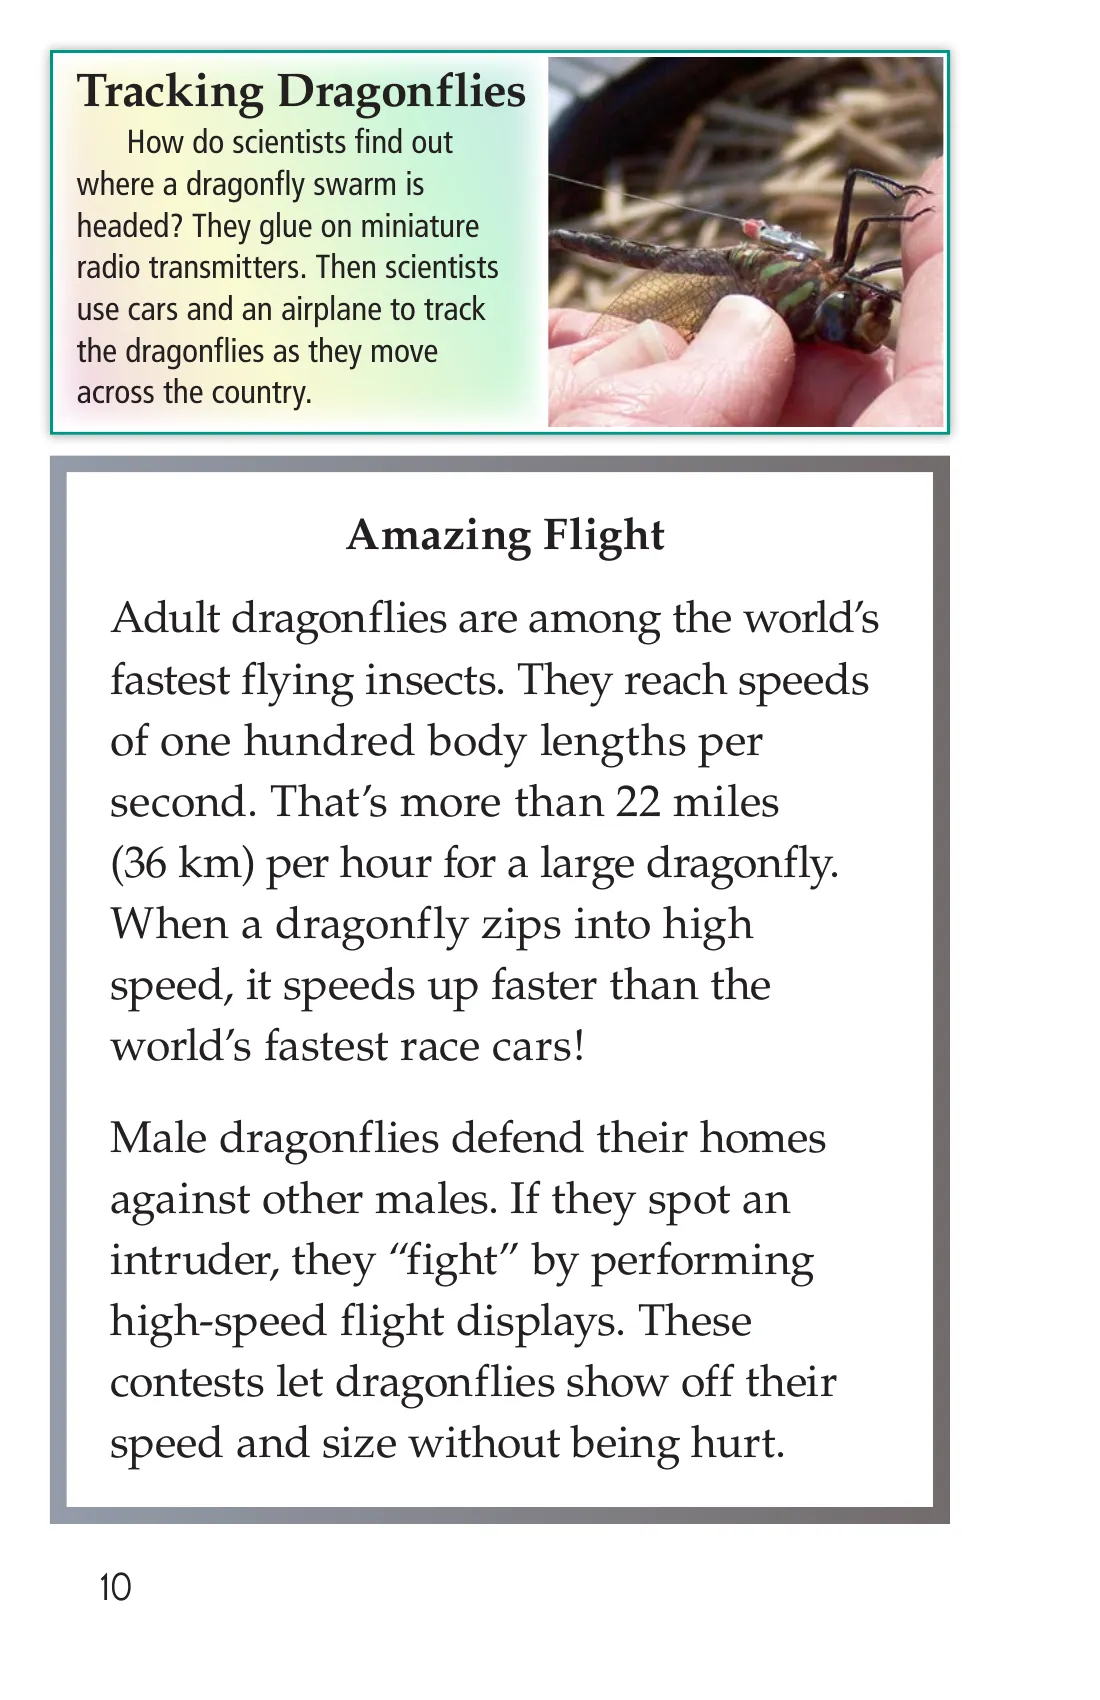 Tracking Dragonflies
How do scientists find out
where a dragonfly swarm is
headed? They glue on miniature
radio transmitters. Then scientists
use cars and an airplane to track
the dragonflies as they move
across the country.
Amazing Flight
Adult dragonflies are among the world’s
fastest flying insects. They reach speeds
of one hundred body lengths per
second. That’s more than 22 miles
(36 km) per hour for a large dragonfly.
When a dragonfly zips into high
speed, it speeds up faster than the
world’s fastest race cars!
Male dragonflies defend their homes
against other males. If they spot an
intruder, they “fight” by performing
high-speed flight displays. These
contests let dragonflies show off their
speed and size without being hurt.
10